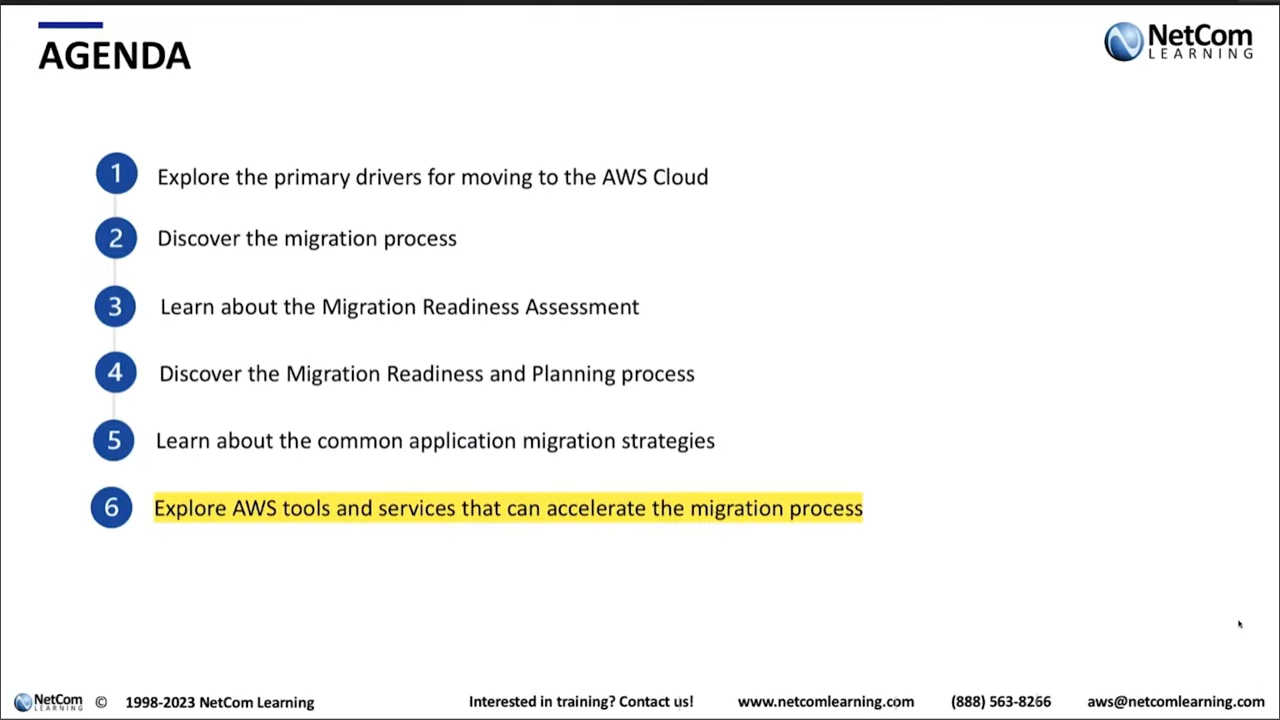 AGENDA
NetCom
LEARNING
1 Explore the primary drivers for moving to the AWS Cloud
2 Discover the migration process
3 Learn about the Migration Readiness Assessment
4 Discover the Migration Readiness and Planning process
5 Learn about the common application migration strategies
6 Explore AWS tools and services that can accelerate the migration process
NetCom LEARNING © 1998-2023 NetCom Learning Interested in training? Contact us! www.netcomlearning.com (888) 563-8266 aws@netcomlearning.com